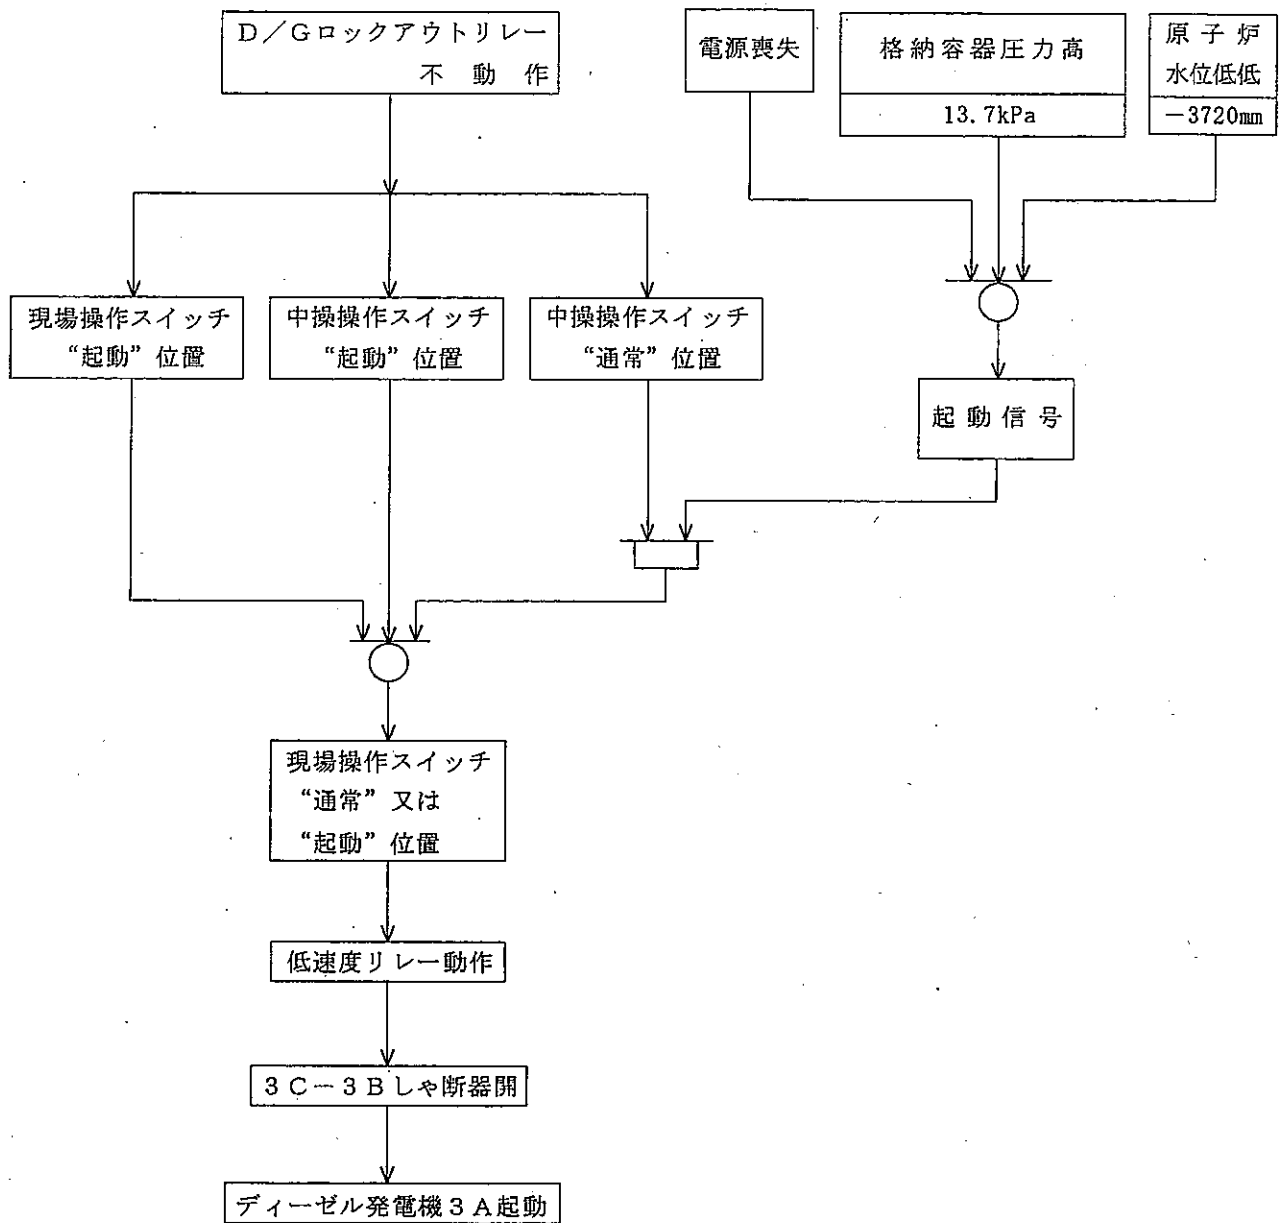 D/Gロックアウトリレー
不動作
電源喪失
格納容器圧力高
13.7kPa
原子炉
水位低低
-3720mm
現場操作スイッチ
“起動”位置
中操操作スイッチ
“起動”位置
中操操作スイッチ
“通常”位置
起動信号
現場操作スイッチ
“通常”又は
“起動”位置
低速度リレー動作
3C-3Bしゃ断器開
ディーゼル発電機3A起動